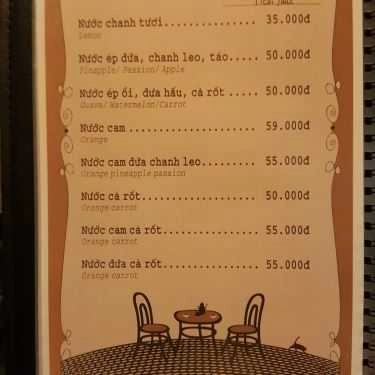 Nước chanh tươi................ 35.000đ
Lemon
Nước ép dứa, chanh leo, táo.. 50.000đ
Pineapple/ Passion/ Apple
Nước ép ổi, dưa hấu, cà rốt.. 50.000đ
Guava/ Watermelon/Carrot
Nước cam...................... 59.000đ
Orange
Nước cam dứa chanh leo........ 55.000đ
Orange pineapple passion
Nước cà rốt................... 50.000đ
Orange carrot
Nước cam cà rốt............... 55.000đ
Orange carrot
Nước dứa cà rốt............... 55.000đ
Orange carrot